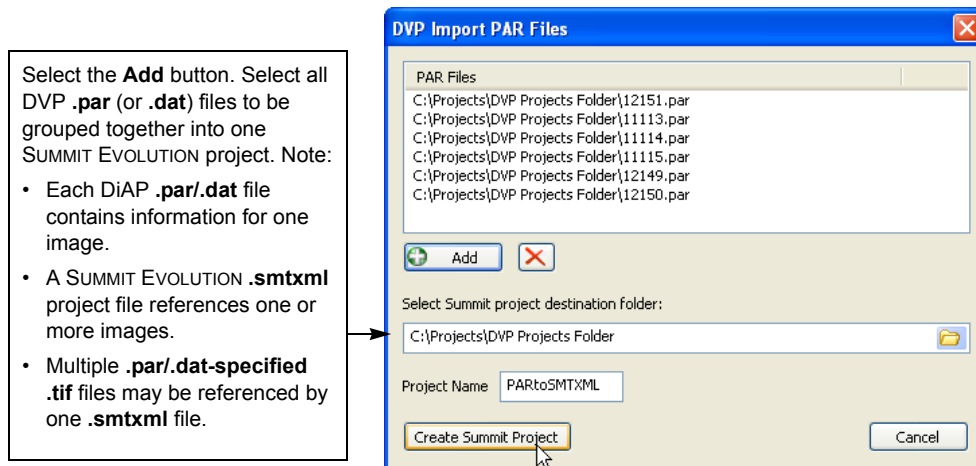 Select the Add button. Select all
DVP .par (or .dat) files to be
grouped together into one
SUMMIT EVOLUTION project. Note:
• Each DiAP .par/.dat file
contains information for one
image.
• A SUMMIT EVOLUTION .smtxml
project file references one or
more images.
• Multiple .par/.dat-specified
.tif files may be referenced by
one .smtxml file.
DVP Import PAR Files
PAR Files
C:\Projects\DVP Projects Folder\12151.par
C:\Projects\DVP Projects Folder\11113.par
C:\Projects\DVP Projects Folder\11114.par
C:\Projects\DVP Projects Folder\11115.par
C:\Projects\DVP Projects Folder\12149.par
C:\Projects\DVP Projects Folder\12150.par
Add
Select Summit project destination folder:
C:\Projects\DVP Projects Folder
Project Name PARtoSMTXML
Create Summit Project Cancel